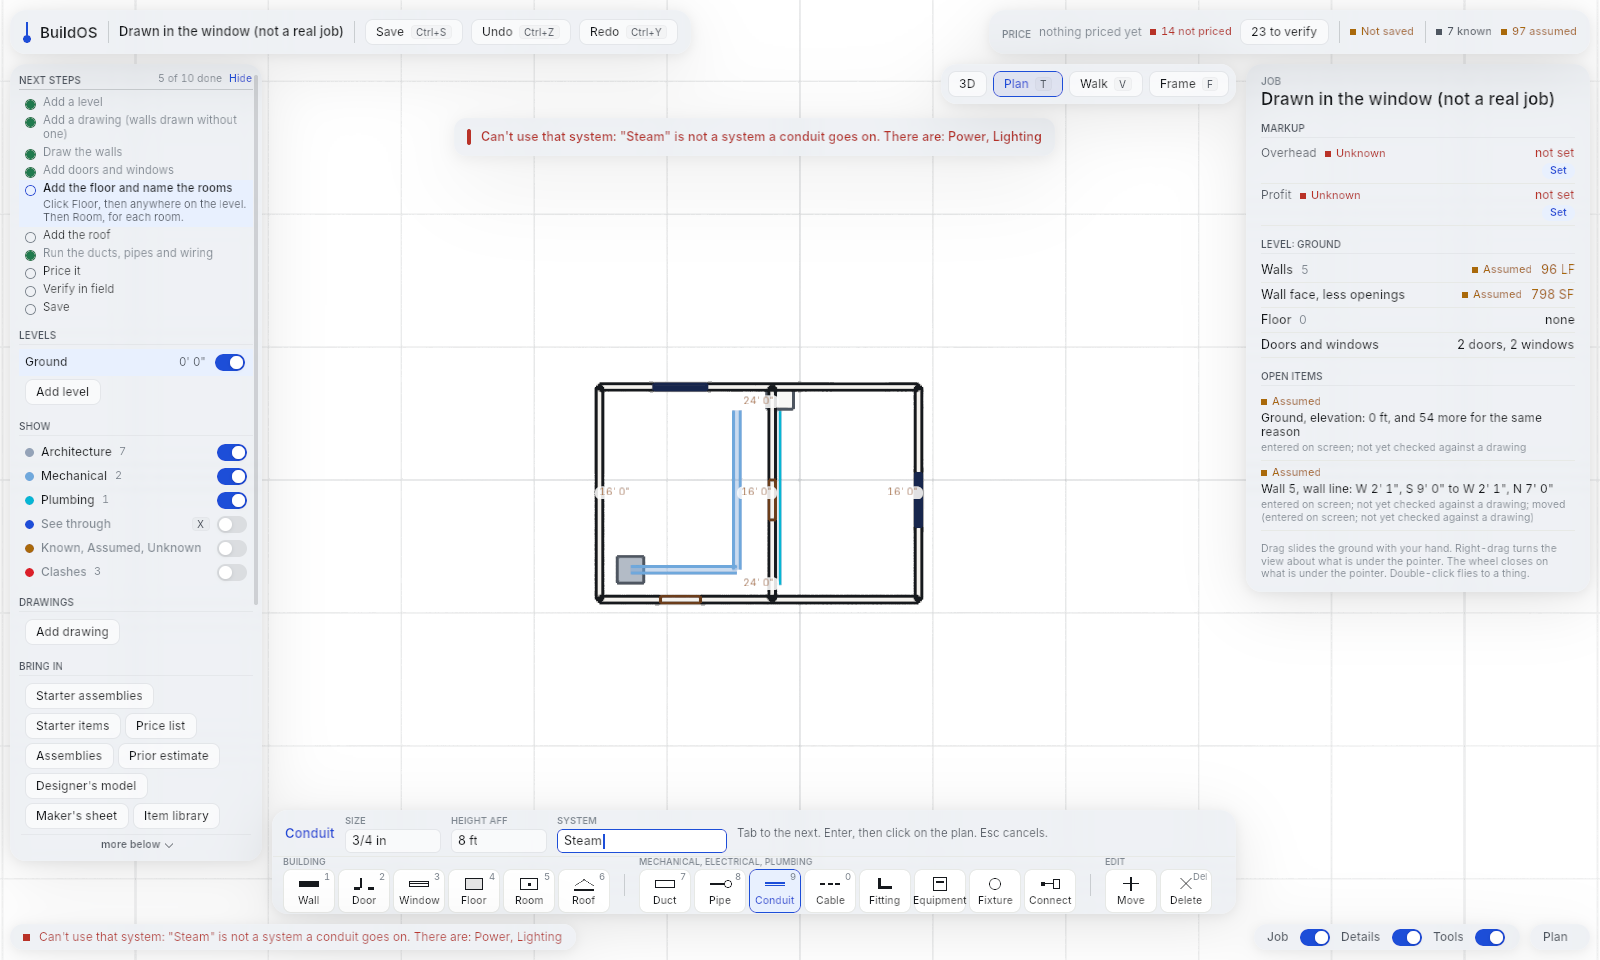 BuildOS
Drawn in the window (not a real job)
Save Ctrl+S
Undo Ctrl+Z
Redo Ctrl+Y
PRICE nothing priced yet 14 not priced 23 to verify Not saved 7 known 97 assumed
3D Plan T Walk V Frame F
Can't use that system: "Steam" is not a system a conduit goes on. There are: Power, Lighting
NEXT STEPS 5 of 10 done Hide
Add a level
Add a drawing (walls drawn without
one)
Draw the walls
Add doors and windows
Add the floor and name the rooms
Click Floor, then anywhere on the level.
Then Room, for each room.
Add the roof
Run the ducts, pipes and wiring
Price it
Verify in field
Save
LEVELS
Ground 0' 0"
Add level
SHOW
Architecture 7
Mechanical 2
Plumbing 1
See through X
Known, Assumed, Unknown
Clashes 3
DRAWINGS
Add drawing
BRING IN
Starter assemblies
Starter items Price list
Assemblies Prior estimate
Designer's model
Maker's sheet Item library
more below
24' 0"
16' 0" 16' 0" 16' 0"
24' 0"
JOB
Drawn in the window (not a real job)
MARKUP
Overhead Unknown not set
Set
Profit Unknown not set
Set
LEVEL: GROUND
Walls 5 Assumed 96 LF
Wall face, less openings Assumed 798 SF
Floor 0 none
Doors and windows 2 doors, 2 windows
OPEN ITEMS
Assumed
Ground, elevation: 0 ft, and 54 more for the same
reason
entered on screen; not yet checked against a drawing
Assumed
Wall 5, wall line: W 2' 1", S 9' 0" to W 2' 1", N 7' 0"
entered on screen; not yet checked against a drawing; moved
(entered on screen; not yet checked against a drawing)
Drag slides the ground with your hand. Right-drag turns the
view about what is under the pointer. The wheel closes on
what is under the pointer. Double-click flies to a thing.
Conduit
SIZE HEIGHT AFF SYSTEM
3/4 in 8 ft Steam
Tab to the next. Enter, then click on the plan. Esc cancels.
BUILDING MECHANICAL, ELECTRICAL, PLUMBING EDIT
1 2 3 4 5 6 7 8 9 0 Del
Wall Door Window Floor Room Roof Duct Pipe Conduit Cable Fitting Equipment Fixture Connect Move Delete
Can't use that system: "Steam" is not a system a conduit goes on. There are: Power, Lighting
Job Details Tools Plan